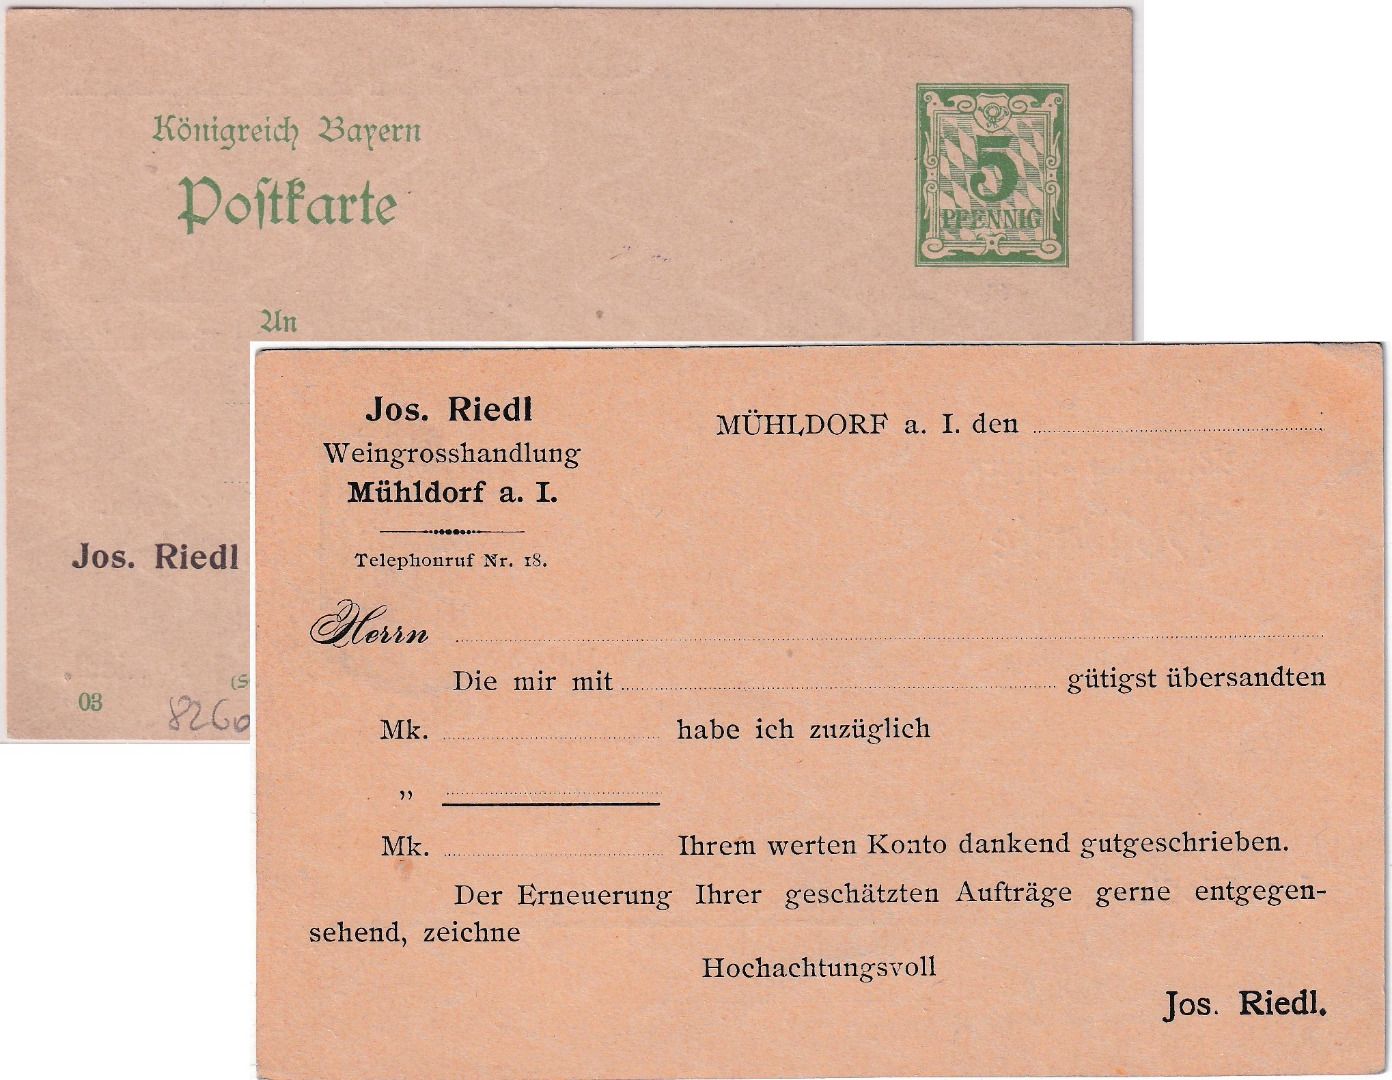 Königreich Bayern
Postkarte
5
PFENNIG
An
Jos. Riedl
03
Jos. Riedl
Weingrosshandlung
Mühldorf a. I.
Telephonruf Nr. 18.
MÜHLDORF a. I. den
Herrn
Die mir mit gütigst übersandten
Mk. habe ich zuzüglich
„
Mk. Ihrem werten Konto dankend gutgeschrieben.
Der Erneuerung Ihrer geschätzten Aufträge gerne entgegen-
sehend, zeichne
Hochachtungsvoll
Jos. Riedl.